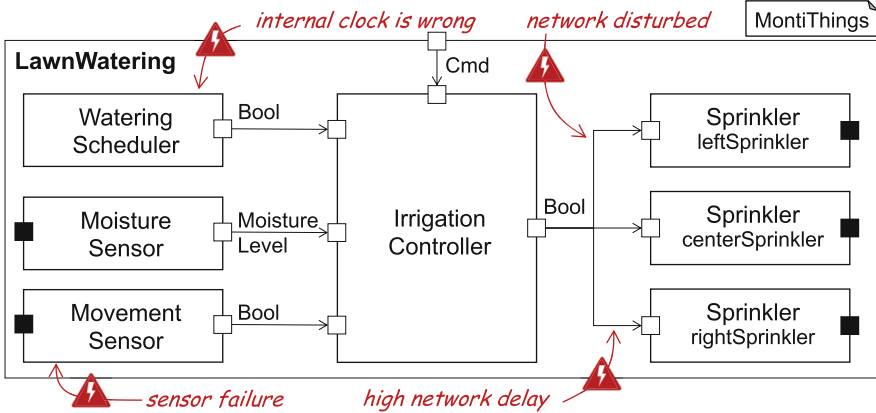 internal clock is wrong
network disturbed
MontiThings
LawnWatering
Cmd
Watering
Scheduler
Bool
Sprinkler
leftSprinkler
Moisture
Sensor
Moisture
Level
Irrigation
Controller
Bool
Sprinkler
centerSprinkler
Movement
Sensor
Bool
Sprinkler
rightSprinkler
sensor failure
high network delay